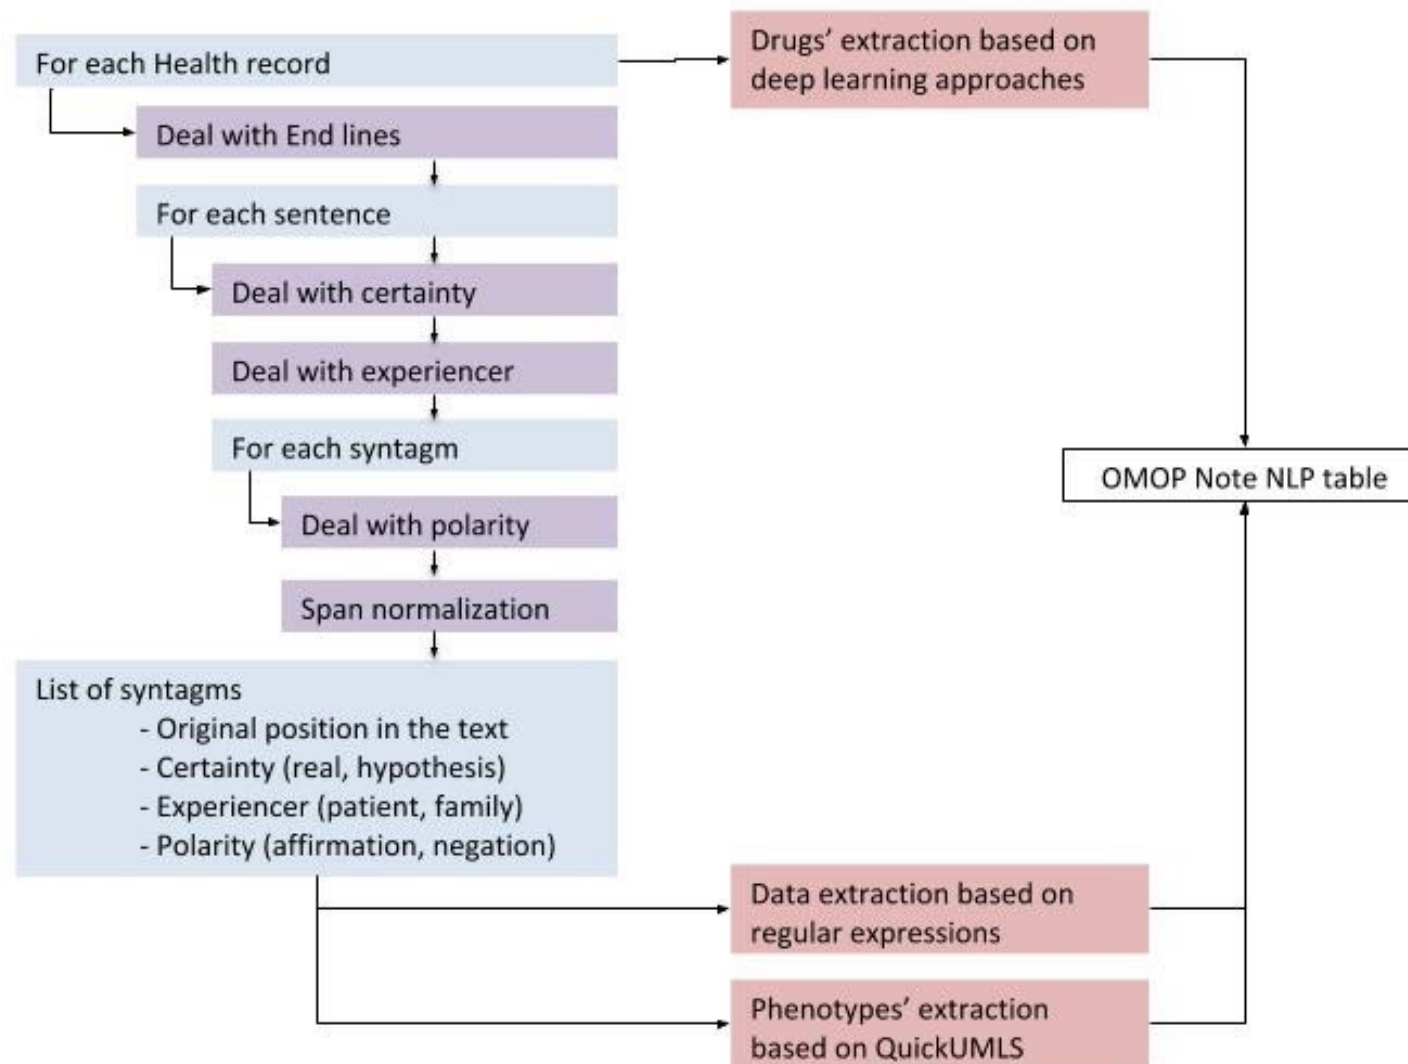 For each Health record
Drugs’ extraction based on
deep learning approaches
Deal with End lines
For each sentence
Deal with certainty
Deal with experiencer
For each syntagm
Deal with polarity
Span normalization
OMOP Note NLP table
List of syntagms
- Original position in the text
- Certainty (real, hypothesis)
- Experiencer (patient, family)
- Polarity (affirmation, negation)
Data extraction based on
regular expressions
Phenotypes’ extraction
based on QuickUMLS